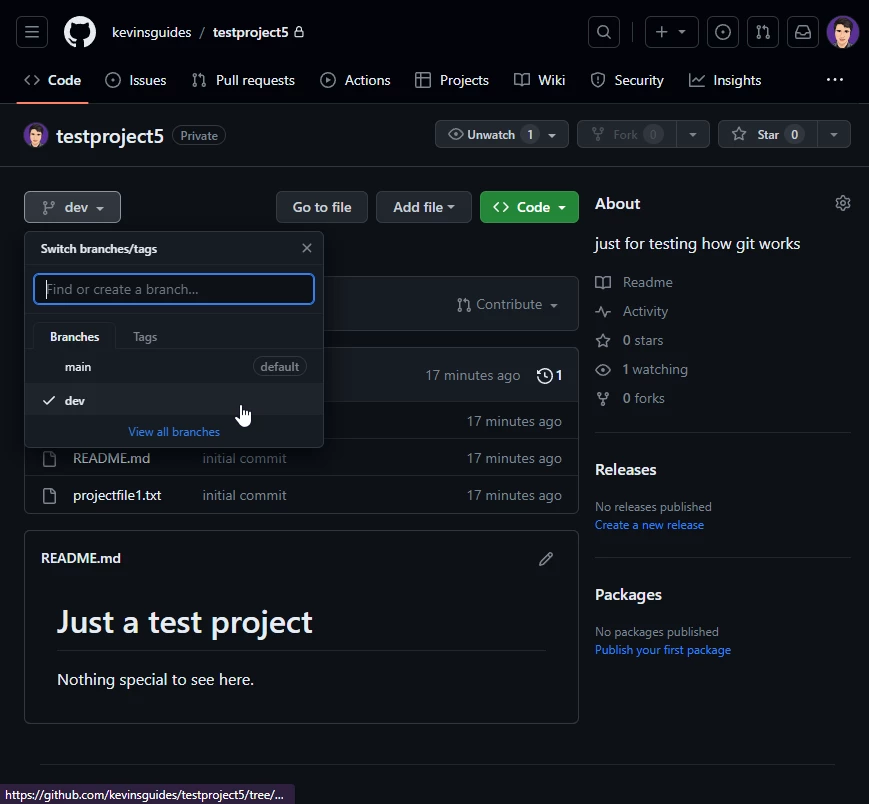 kevinsguides / testproject5
Code Issues Pull requests Actions Projects Wiki Security Insights
testproject5 Private Unwatch 1 Fork 0 Star 0
dev Go to file Add file Code
Switch branches/tags
Find or create a branch...
Contribute
Branches Tags
main default
17 minutes ago 1
dev
17 minutes ago
View all branches
README.md initial commit 17 minutes ago
projectfile1.txt initial commit 17 minutes ago
README.md
Just a test project
Nothing special to see here.
About
just for testing how git works
Readme
Activity
0 stars
1 watching
0 forks
Releases
No releases published
Create a new release
Packages
No packages published
Publish your first package
https://github.com/kevinsguides/testproject5/tree/...